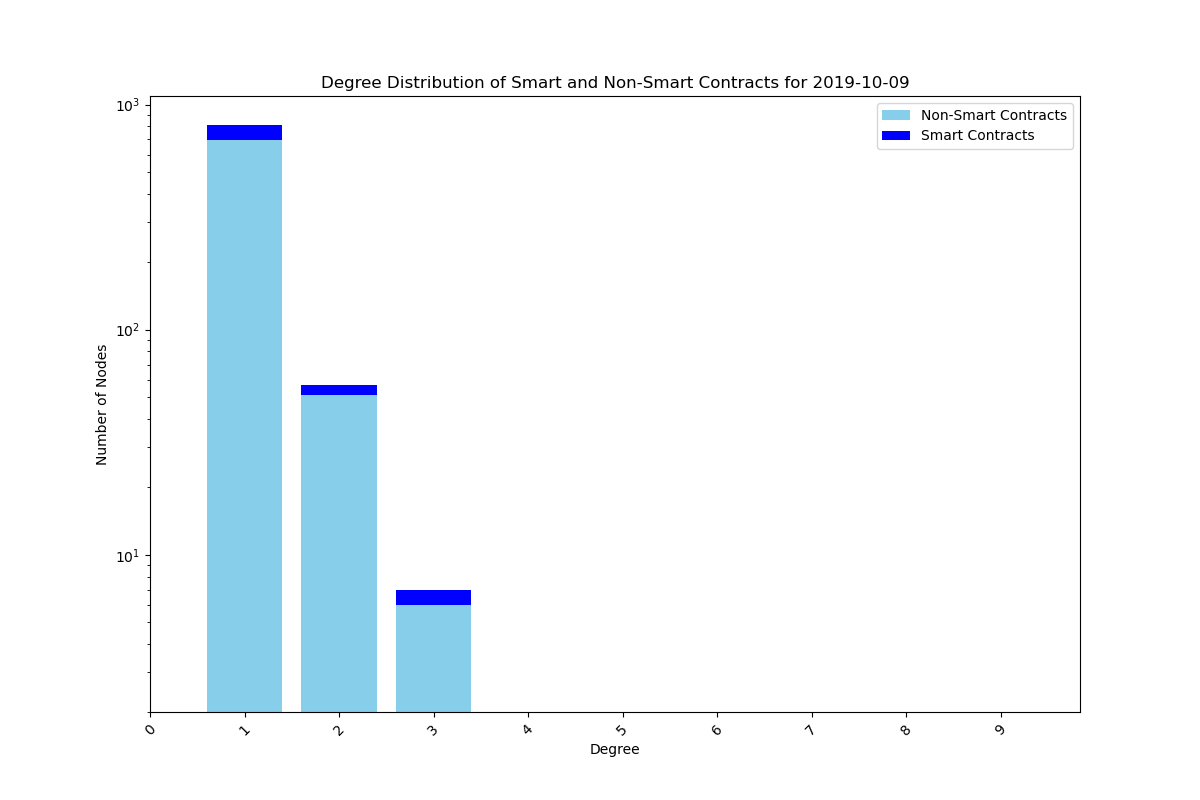 Degree Distribution of Smart and Non-Smart Contracts for 2019-10-09
Non-Smart Contracts
Smart Contracts
Number of Nodes
10³
10²
10¹
0 1 2 3 4 5 6 7 8 9
Degree